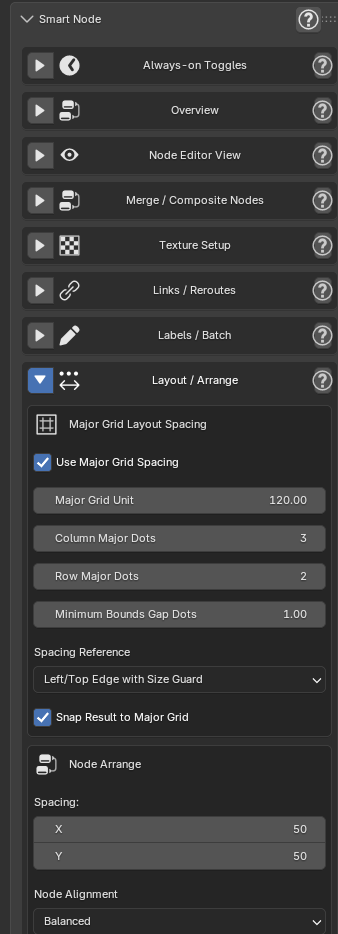 Smart Node
Always-on Toggles
Overview
Node Editor View
Merge / Composite Nodes
Texture Setup
Links / Reroutes
Labels / Batch
Layout / Arrange
Major Grid Layout Spacing
Use Major Grid Spacing
Major Grid Unit 120.00
Column Major Dots 3
Row Major Dots 2
Minimum Bounds Gap Dots 1.00
Spacing Reference
Left/Top Edge with Size Guard
Snap Result to Major Grid
Node Arrange
Spacing:
X 50
Y 50
Node Alignment
Balanced